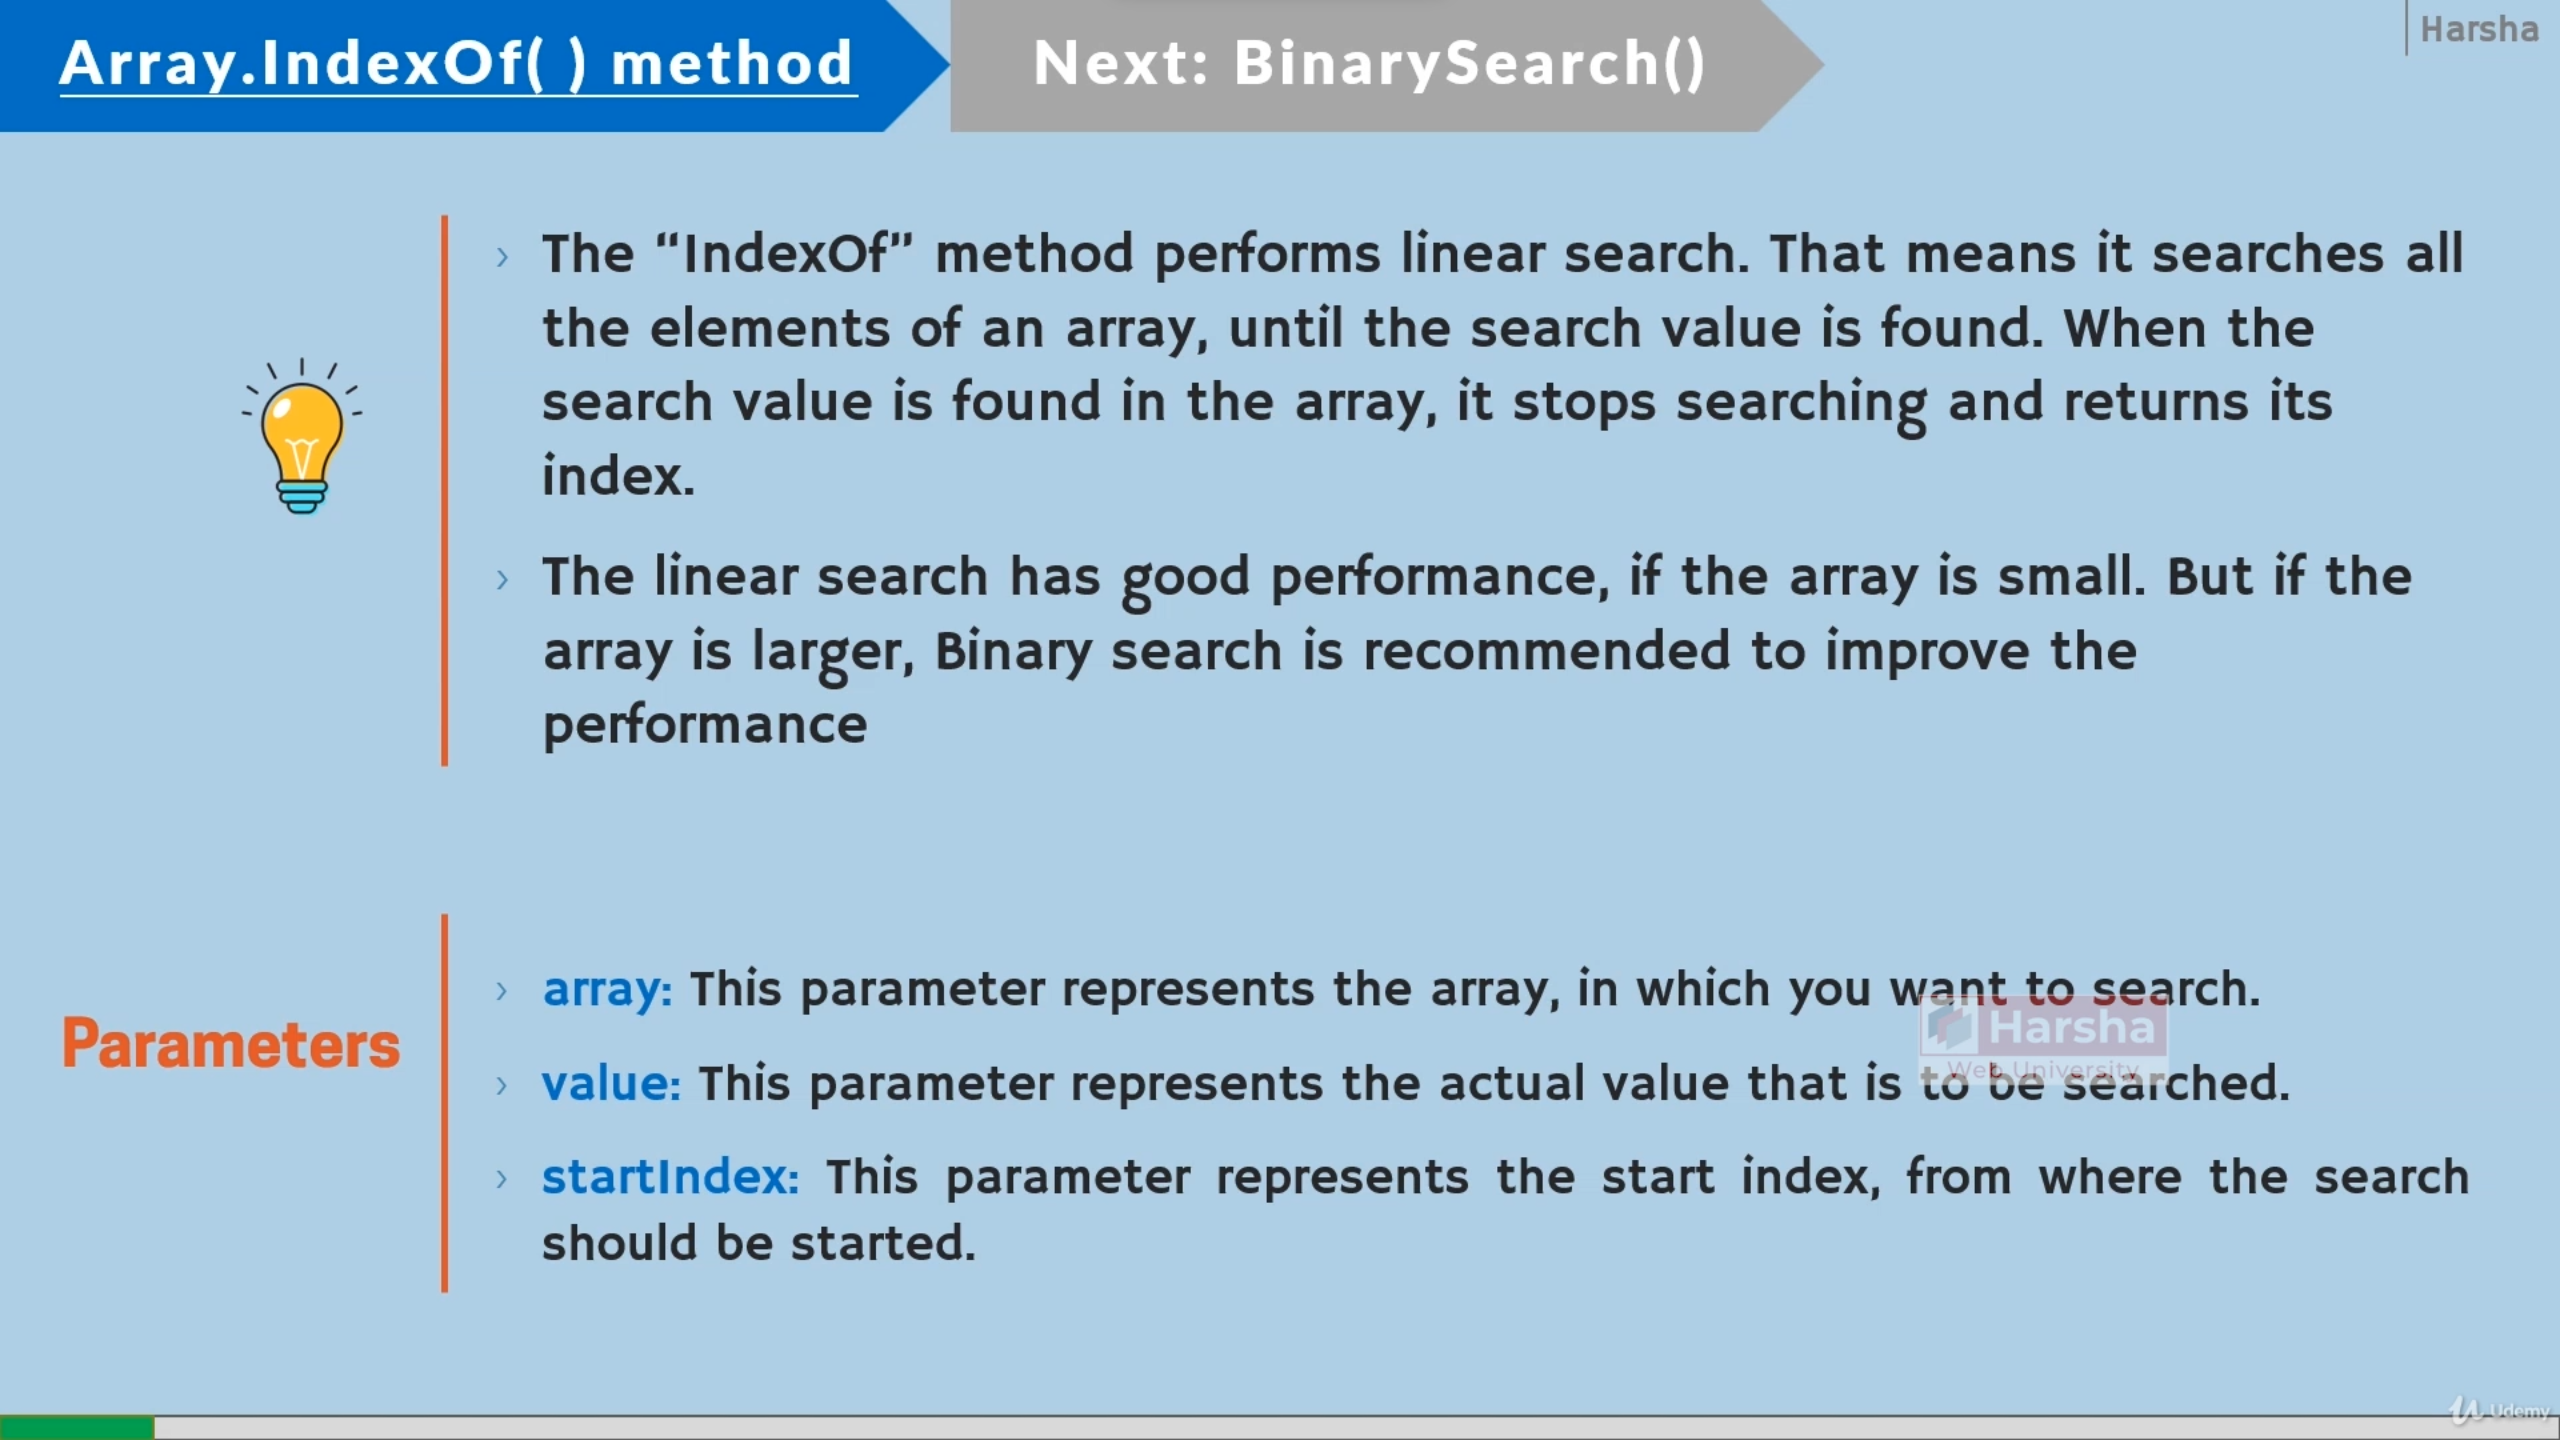 Array.IndexOf( ) method
Next: BinarySearch()
Harsha
› The “IndexOf” method performs linear search. That means it searches all
the elements of an array, until the search value is found. When the
search value is found in the array, it stops searching and returns its
index.
› The linear search has good performance, if the array is small. But if the
array is larger, Binary search is recommended to improve the
performance
Parameters
› array: This parameter represents the array, in which you want to search.
› value: This parameter represents the actual value that is to be searched.
› startIndex: This parameter represents the start index, from where the search
should be started.
Harsha
Web University
Udemy